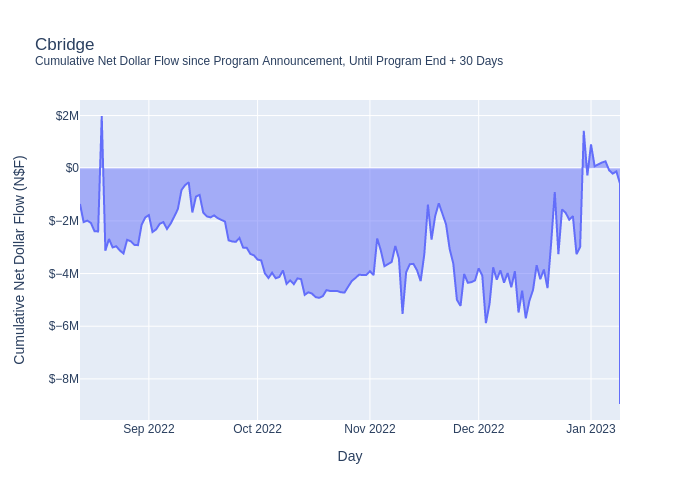 Cbridge
Cumulative Net Dollar Flow since Program Announcement, Until Program End + 30 Days
Cumulative Net Dollar Flow (N$F)
$2M
$0
$−2M
$−4M
$−6M
$−8M
Sep 2022
Oct 2022
Nov 2022
Dec 2022
Jan 2023
Day